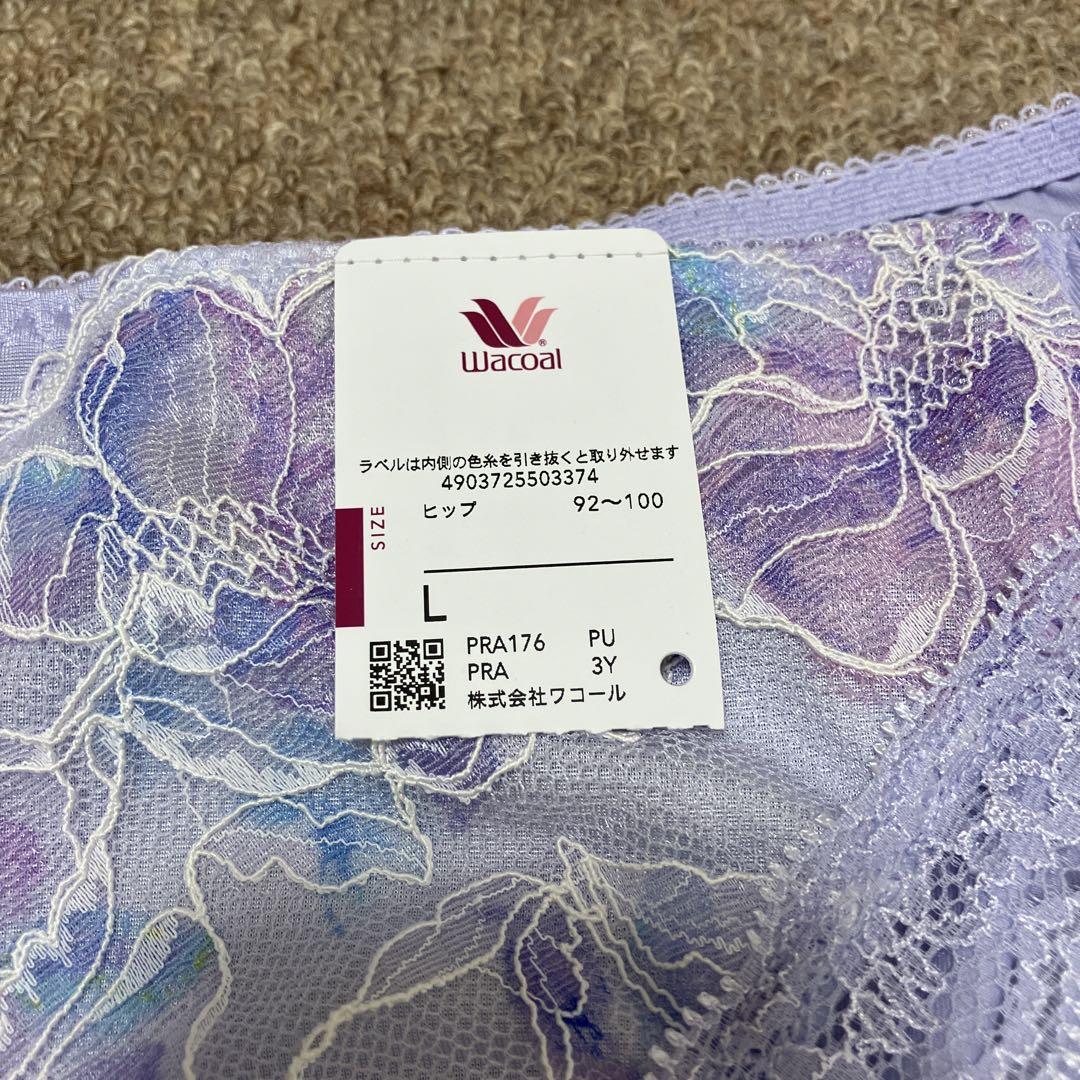 Wacoal®
ラベルは内側の色糸を引き抜くと取り外せます
4903725503374
SIZE
ヒップ 92〜100
L
PRA176 PU
PRA 3Y
株式会社ワコール